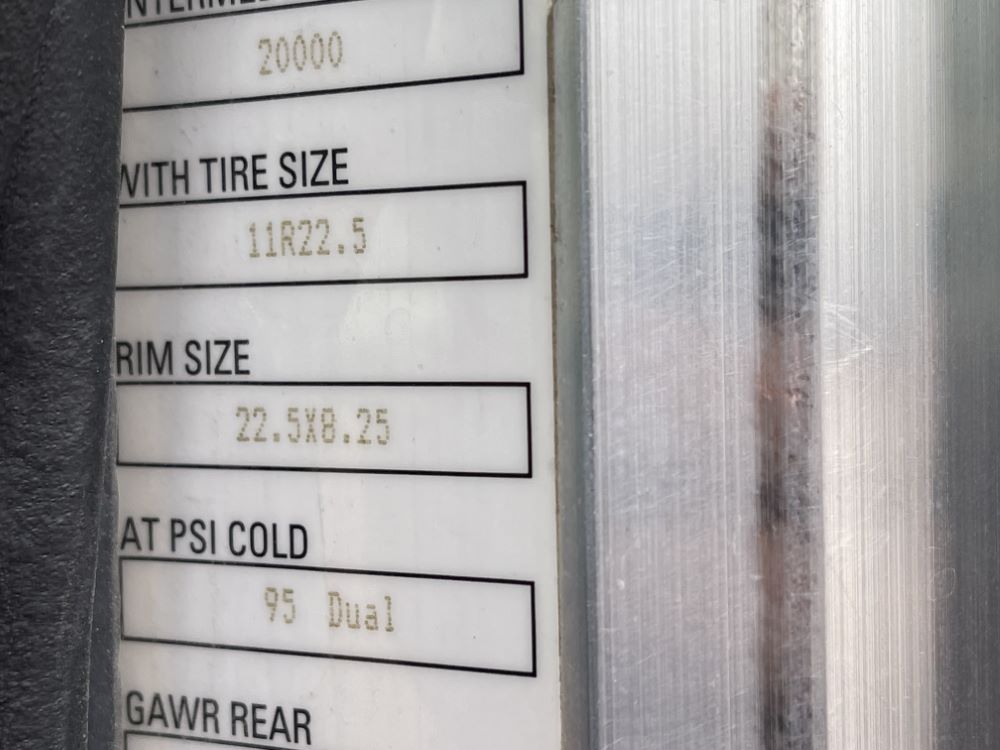 20000
WITH TIRE SIZE
11R22.5
RIM SIZE
22.5X8.25
AT PSI COLD
95 Dual
GAWR REAR